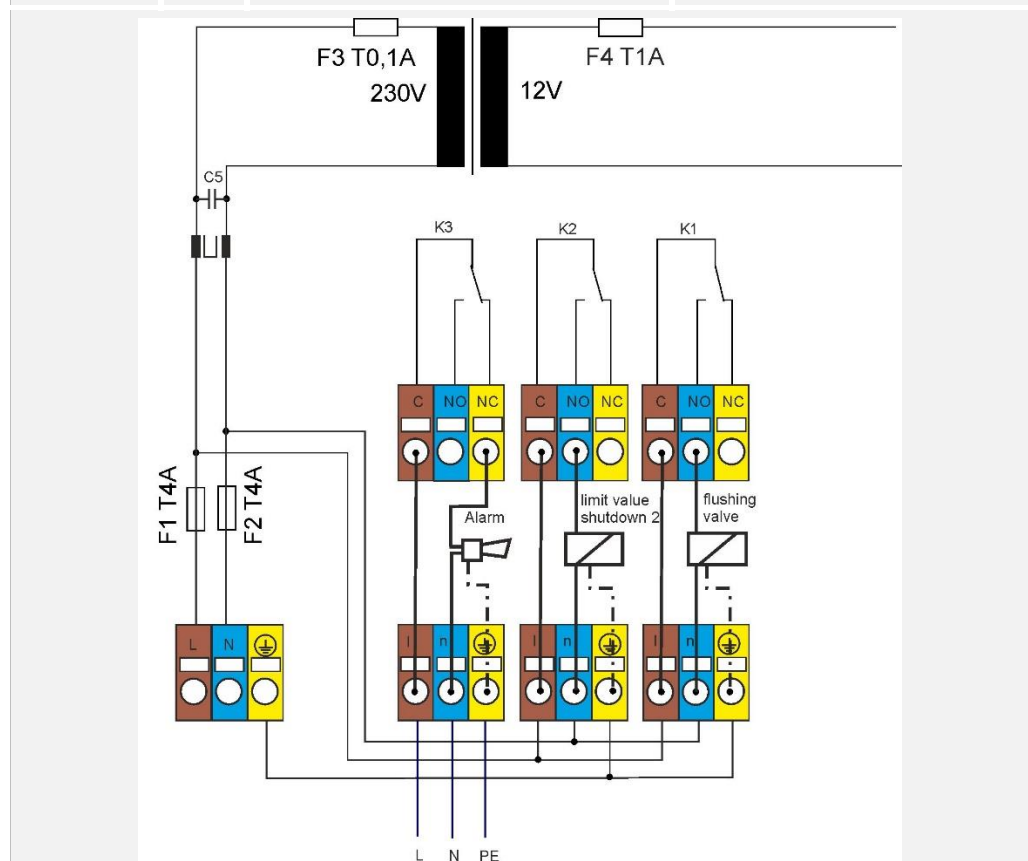 F3 T0,1A
F4 T1A
230V
12V
C5
K3
K2
K1
C NO NC
C NO NC
C NO NC
F1 T4A
F2 T4A
Alarm
limit value
shutdown 2
flushing
valve
L N
l n
l n
l n
L N PE